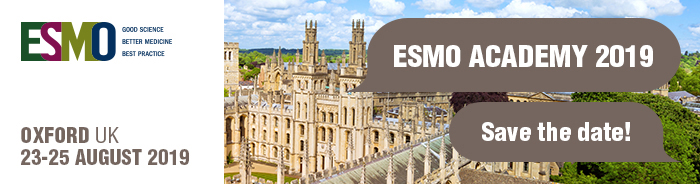 ESMO
GOOD SCIENCE
BETTER MEDICINE
BEST PRACTICE
OXFORD UK
23-25 AUGUST 2019
ESMO ACADEMY 2019
Save the date!